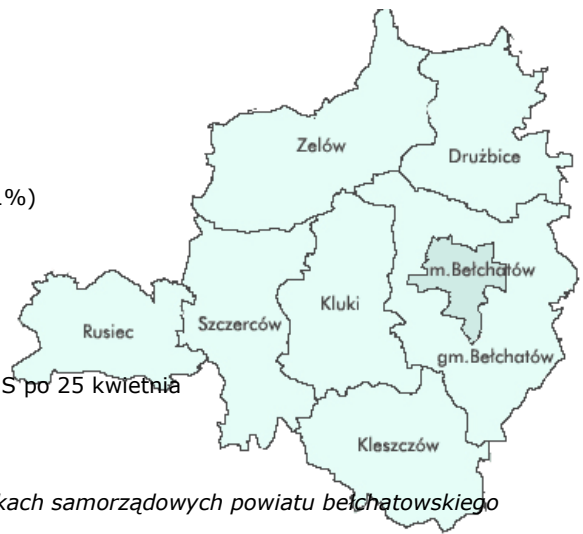 Zelów
Drużbice
1%)
m.Bełchatów
Kluki
Szczerców
Rusiec
gm.Bełchatów
S po 25 kwietnia
Kleszczów
kach samorządowych powiatu bełchatowskiego